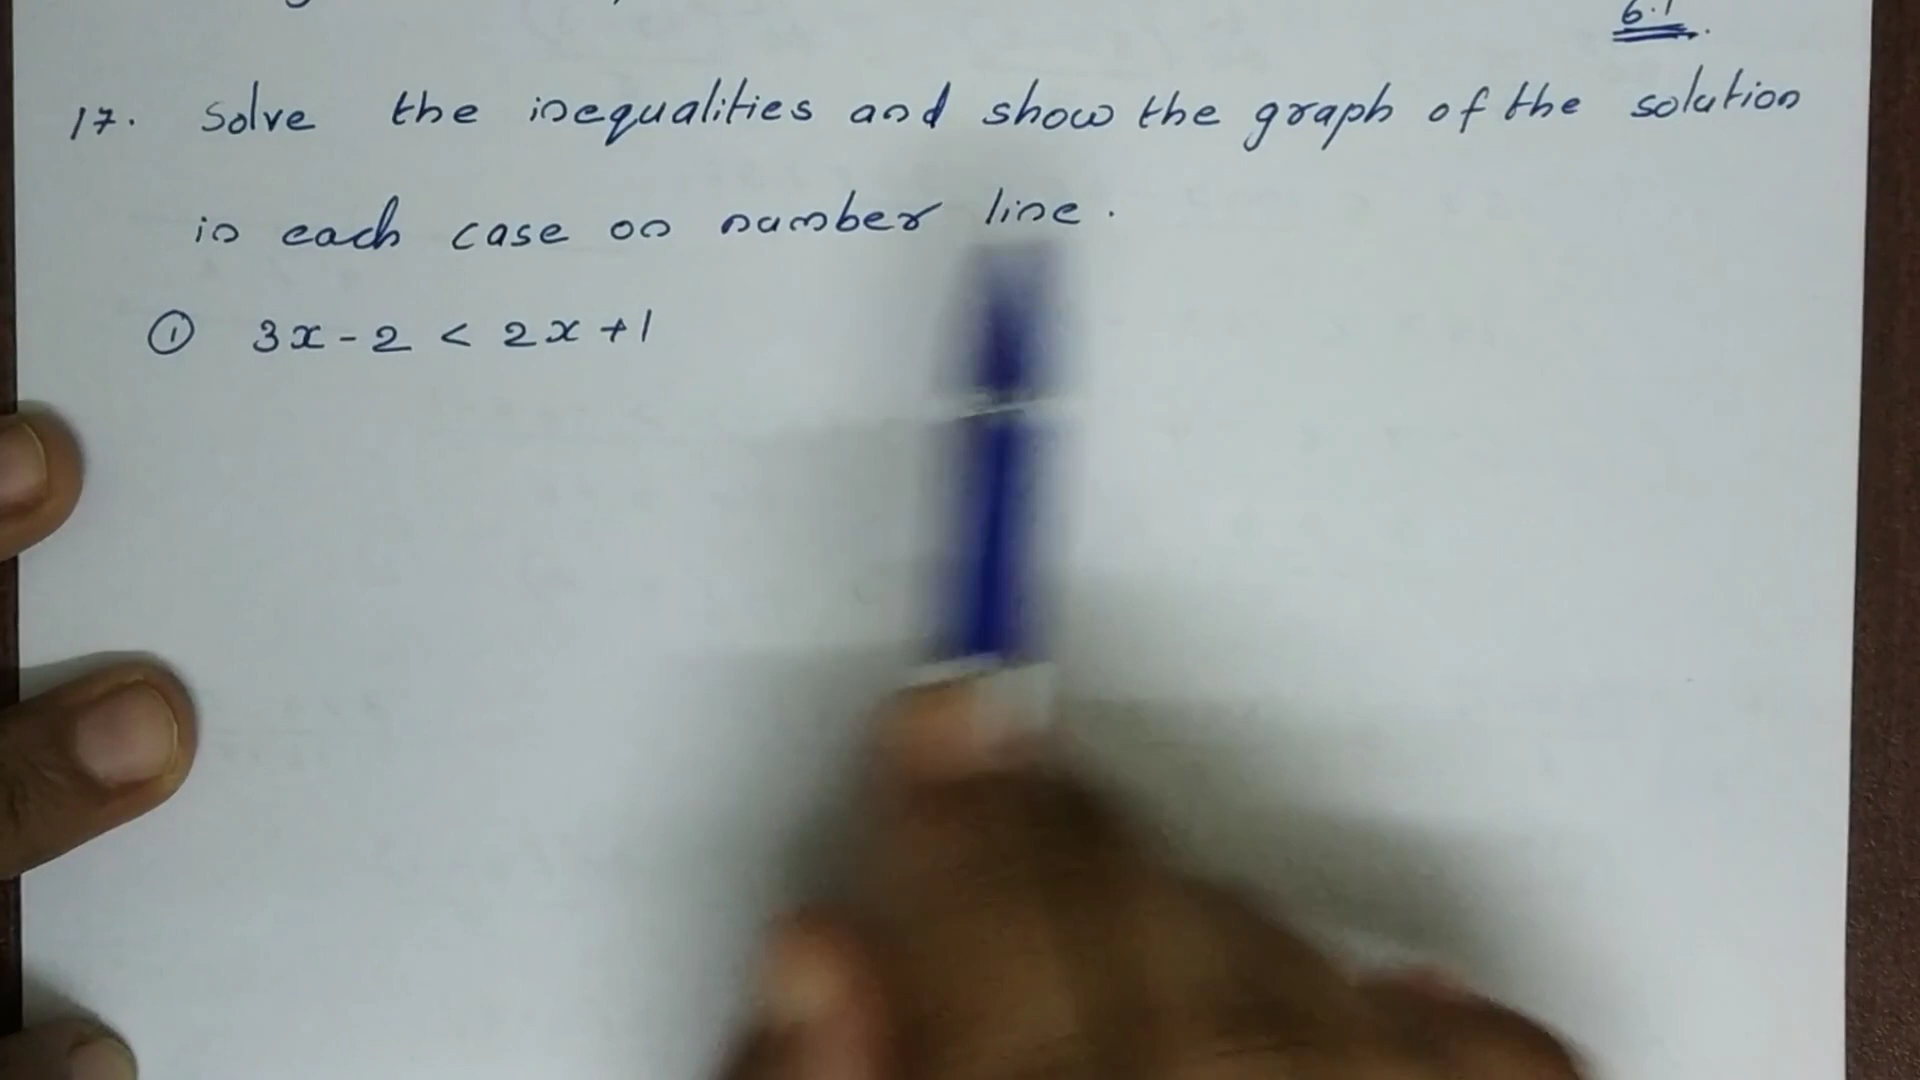 6.1
17. Solve the inequalities and show the graph of the solution
in each case on number line.
① 3x - 2 < 2x + 1